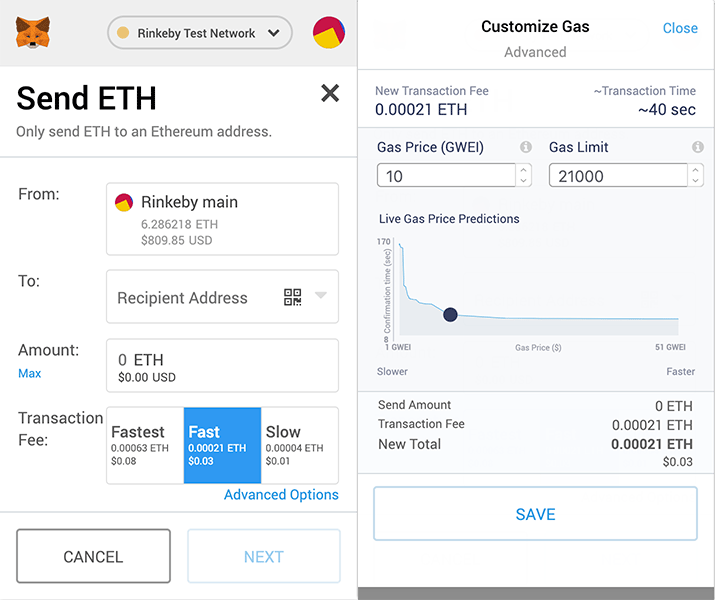 Rinkeby Test Network
Send ETH
Only send ETH to an Ethereum address.
From:
Rinkeby main
6.286218 ETH
$809.85 USD
To:
Recipient Address
Amount:
Max
0 ETH
$0.00 USD
Transaction
Fee:
Fastest
0.00063 ETH
$0.08
Fast
0.00021 ETH
$0.03
Slow
0.00004 ETH
$0.01
Advanced Options
CANCEL
NEXT
Customize Gas
Close
Advanced
New Transaction Fee
~Transaction Time
0.00021 ETH
~40 sec
Gas Price (GWEI)
Gas Limit
10
21000
Live Gas Price Predictions
170
Confirmation time (sec)
8
1 GWEI
Gas Price ($)
51 GWEI
Slower
Faster
Send Amount
0 ETH
Transaction Fee
0.00021 ETH
New Total
0.00021 ETH
$0.03
SAVE